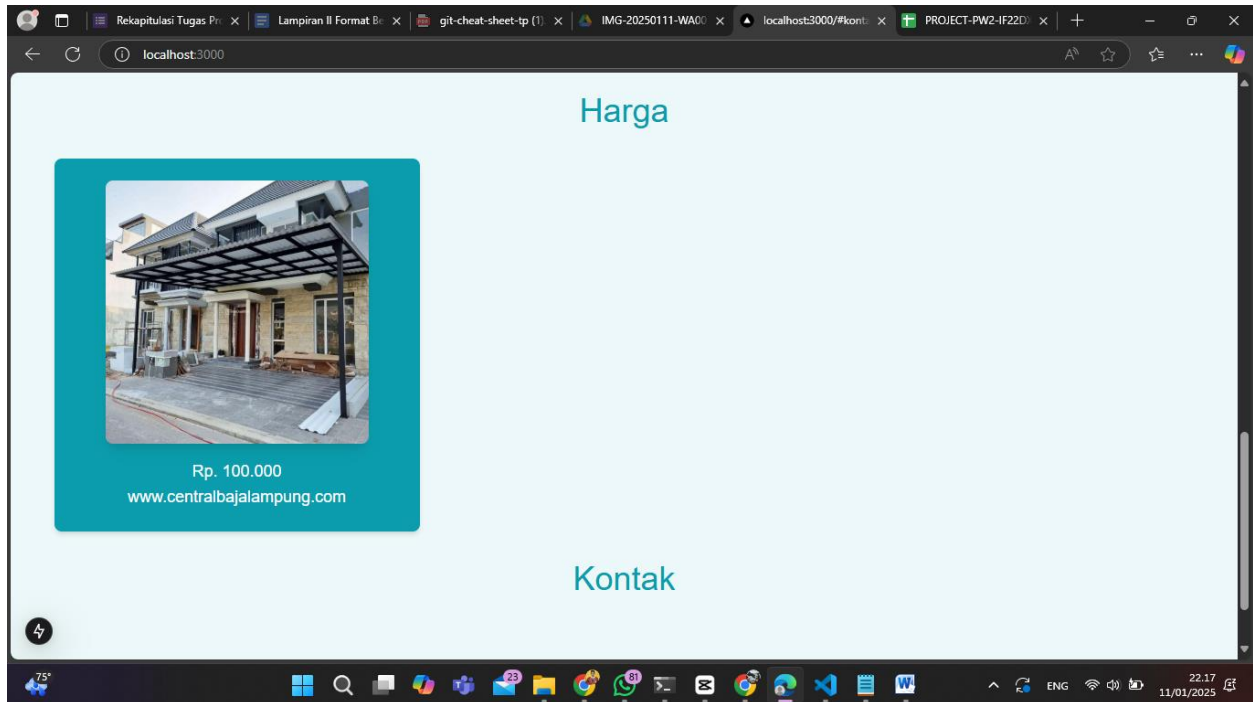 Rekapitulasi Tugas Pro
Lampiran II Format Be
git-cheat-sheet-tp (1)
IMG-20250111-WA00
localhost:3000/#konta
PROJECT-PW2-IF22D
localhost:3000
Harga
Rp. 100.000
www.centralbajalampung.com
Kontak
75°
23
81
ENG
22.17
11/01/2025